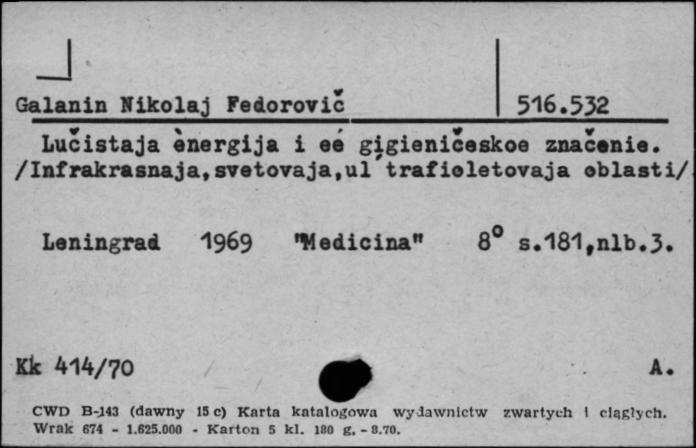 Galanin Nikolaj Fedorovič 516.532
Lučistaja ènergija i eé gigieničeskoe značenie.
/Infrakrasnaja,svetovaja,ul'trafioletovaja oblasti/
Leningrad 1969 "Medicina" 8° s.181,nlb.3.
Kk 414/70 A.
CWD B-143 (dawny 15 c) Karta katalogowa wydawnictw zwartych i ciągłych.
Wrak 674 - 1.625.000 - Karton 5 kl. 180 g. - 8.70.